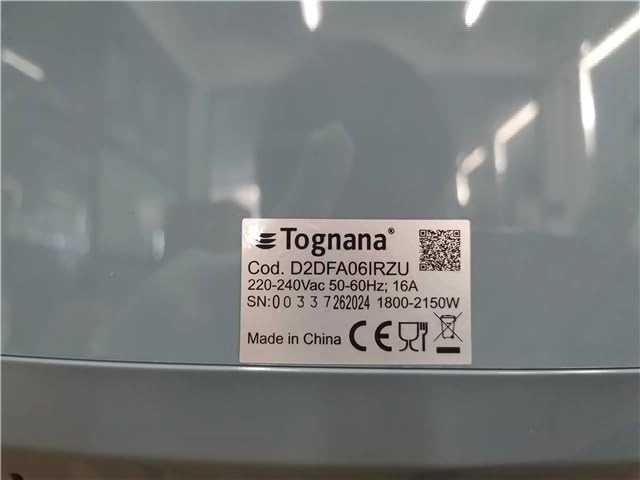 Tognana®
Cod. D2DFA06IRZU
220-240Vac 50-60Hz; 16A
SN:00337262024 1800-2150W
Made in China CE